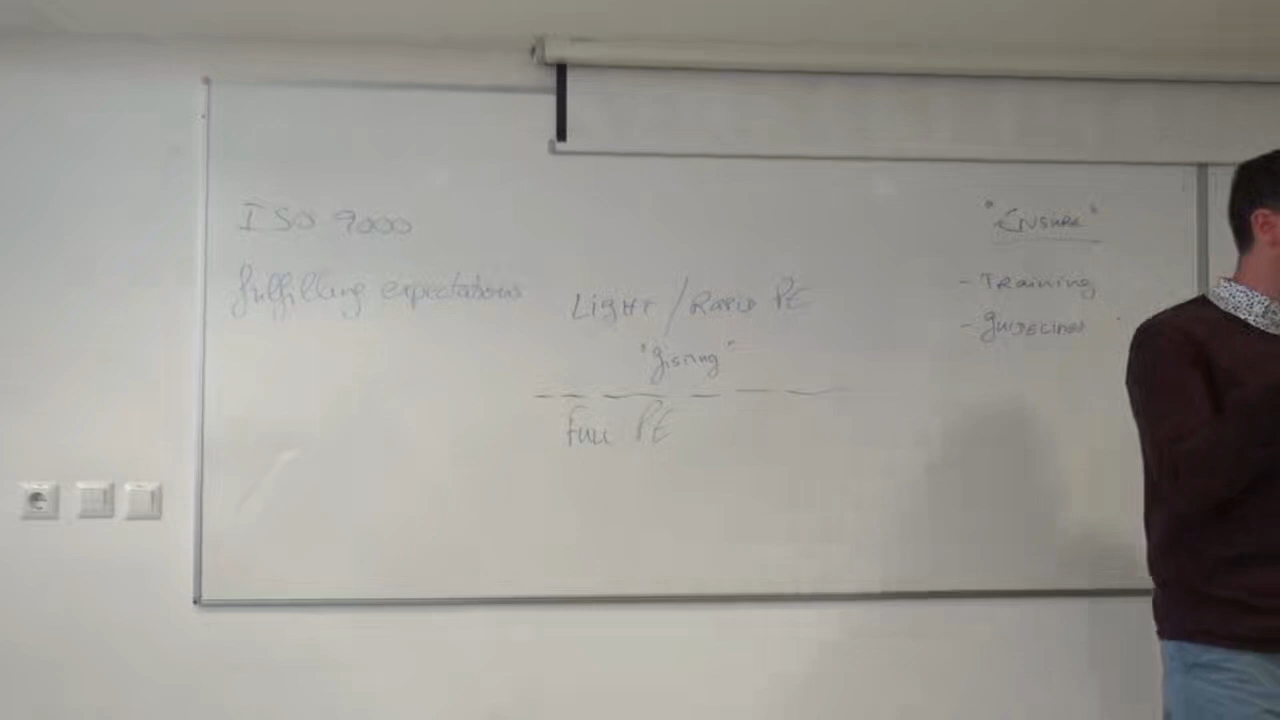 ISO 9000
fulfilling expectations
Light / Rapid PE
"gisting"
Full PE
"Ensure"
- Training
- Guidelines